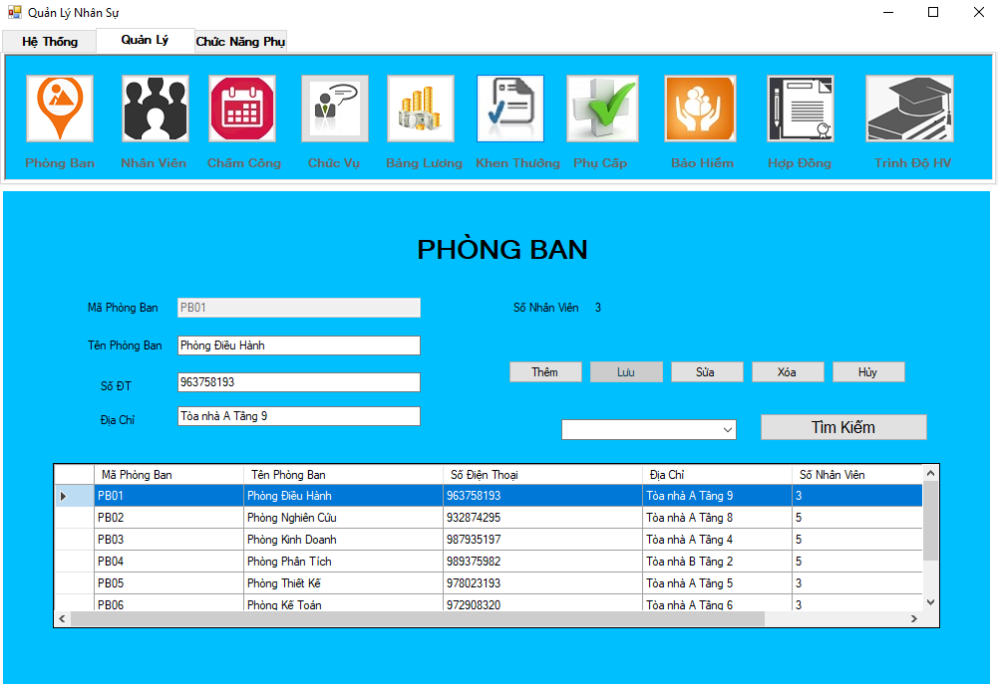 Quản Lý Nhân Sự
Hệ Thống Quản Lý Chức Năng Phụ
Phòng Ban Nhân Viên Chấm Công Chức Vụ Bảng Lương Khen Thưởng Phụ Cấp Bảo Hiểm Hợp Đồng Trình Độ HV
PHÒNG BAN
Mã Phòng Ban PB01 Số Nhân Viên 3
Tên Phòng Ban Phòng Điều Hành
Thêm Lưu Sửa Xóa Hủy
Số ĐT 963758193
Địa Chỉ Tòa nhà A Tầng 9
Tìm Kiếm
Mã Phòng Ban Tên Phòng Ban Số Điện Thoại Địa Chỉ Số Nhân Viên
PB01 Phòng Điều Hành 963758193 Tòa nhà A Tầng 9 3
PB02 Phòng Nghiên Cứu 932874295 Tòa nhà A Tầng 8 5
PB03 Phòng Kinh Doanh 987935197 Tòa nhà A Tầng 4 5
PB04 Phòng Phân Tích 989375982 Tòa nhà B Tầng 2 5
PB05 Phòng Thiết Kế 978023193 Tòa nhà A Tầng 5 3
PB06 Phòng Kế Toán 972908320 Tòa nhà A Tầng 6 3